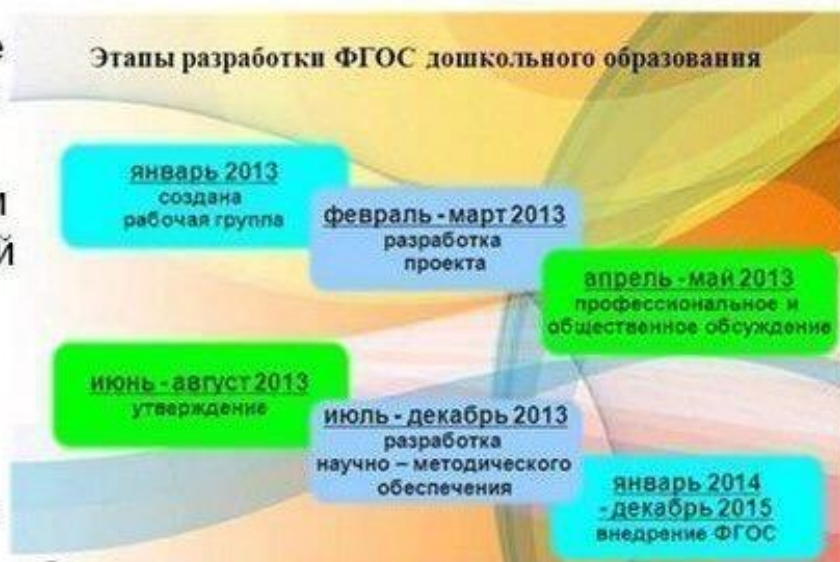 Этапы разработки ФГОС дошкольного образования
январь 2013
создана
рабочая группа
февраль - март 2013
разработка
проекта
апрель - май 2013
профессиональное и
общественное обсуждение
июнь - август 2013
утверждение
июль - декабрь 2013
разработка
научно – методического
обеспечения
январь 2014
- декабрь 2015
внедрение ФГОС